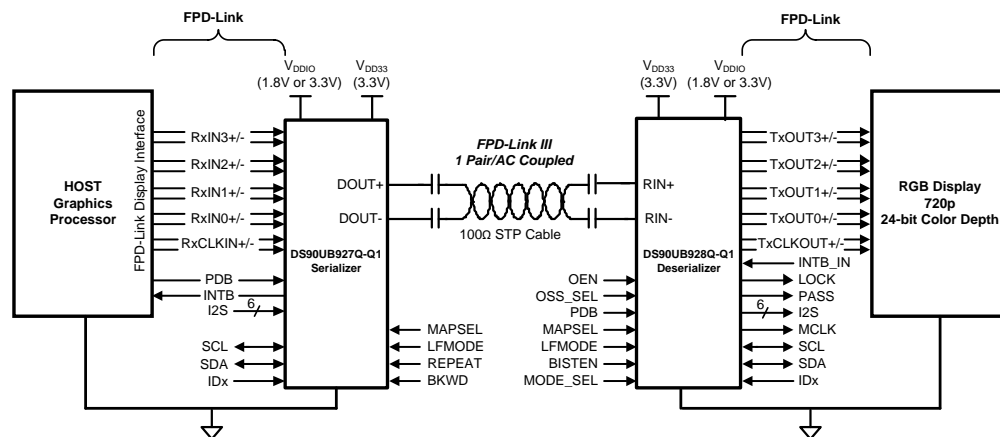 FPD-Link
FPD-Link
VDDIO
(1.8V or 3.3V)
VDD33
(3.3V)
VDD33
(3.3V)
VDDIO
(1.8V or 3.3V)
HOST
Graphics
Processor
FPD-Link Display Interface
RxIN3+/-
RxIN2+/-
RxIN1+/-
RxIN0+/-
RxCLKIN+/-
PDB
INTB
I2S
6
SCL
SDA
IDx
DOUT+
DOUT-
DS90UB927Q-Q1
Serializer
MAPSEL
LFMODE
REPEAT
BKWD
FPD-Link III
1 Pair/AC Coupled
100Ω STP Cable
RIN+
RIN-
DS90UB928Q-Q1
Deserializer
OEN
OSS_SEL
PDB
MAPSEL
LFMODE
BISTEN
MODE_SEL
TxOUT3+/-
TxOUT2+/-
TxOUT1+/-
TxOUT0+/-
TxCLKOUT+/-
INTB_IN
LOCK
PASS
6
I2S
MCLK
SCL
SDA
IDx
RGB Display
720p
24-bit Color Depth